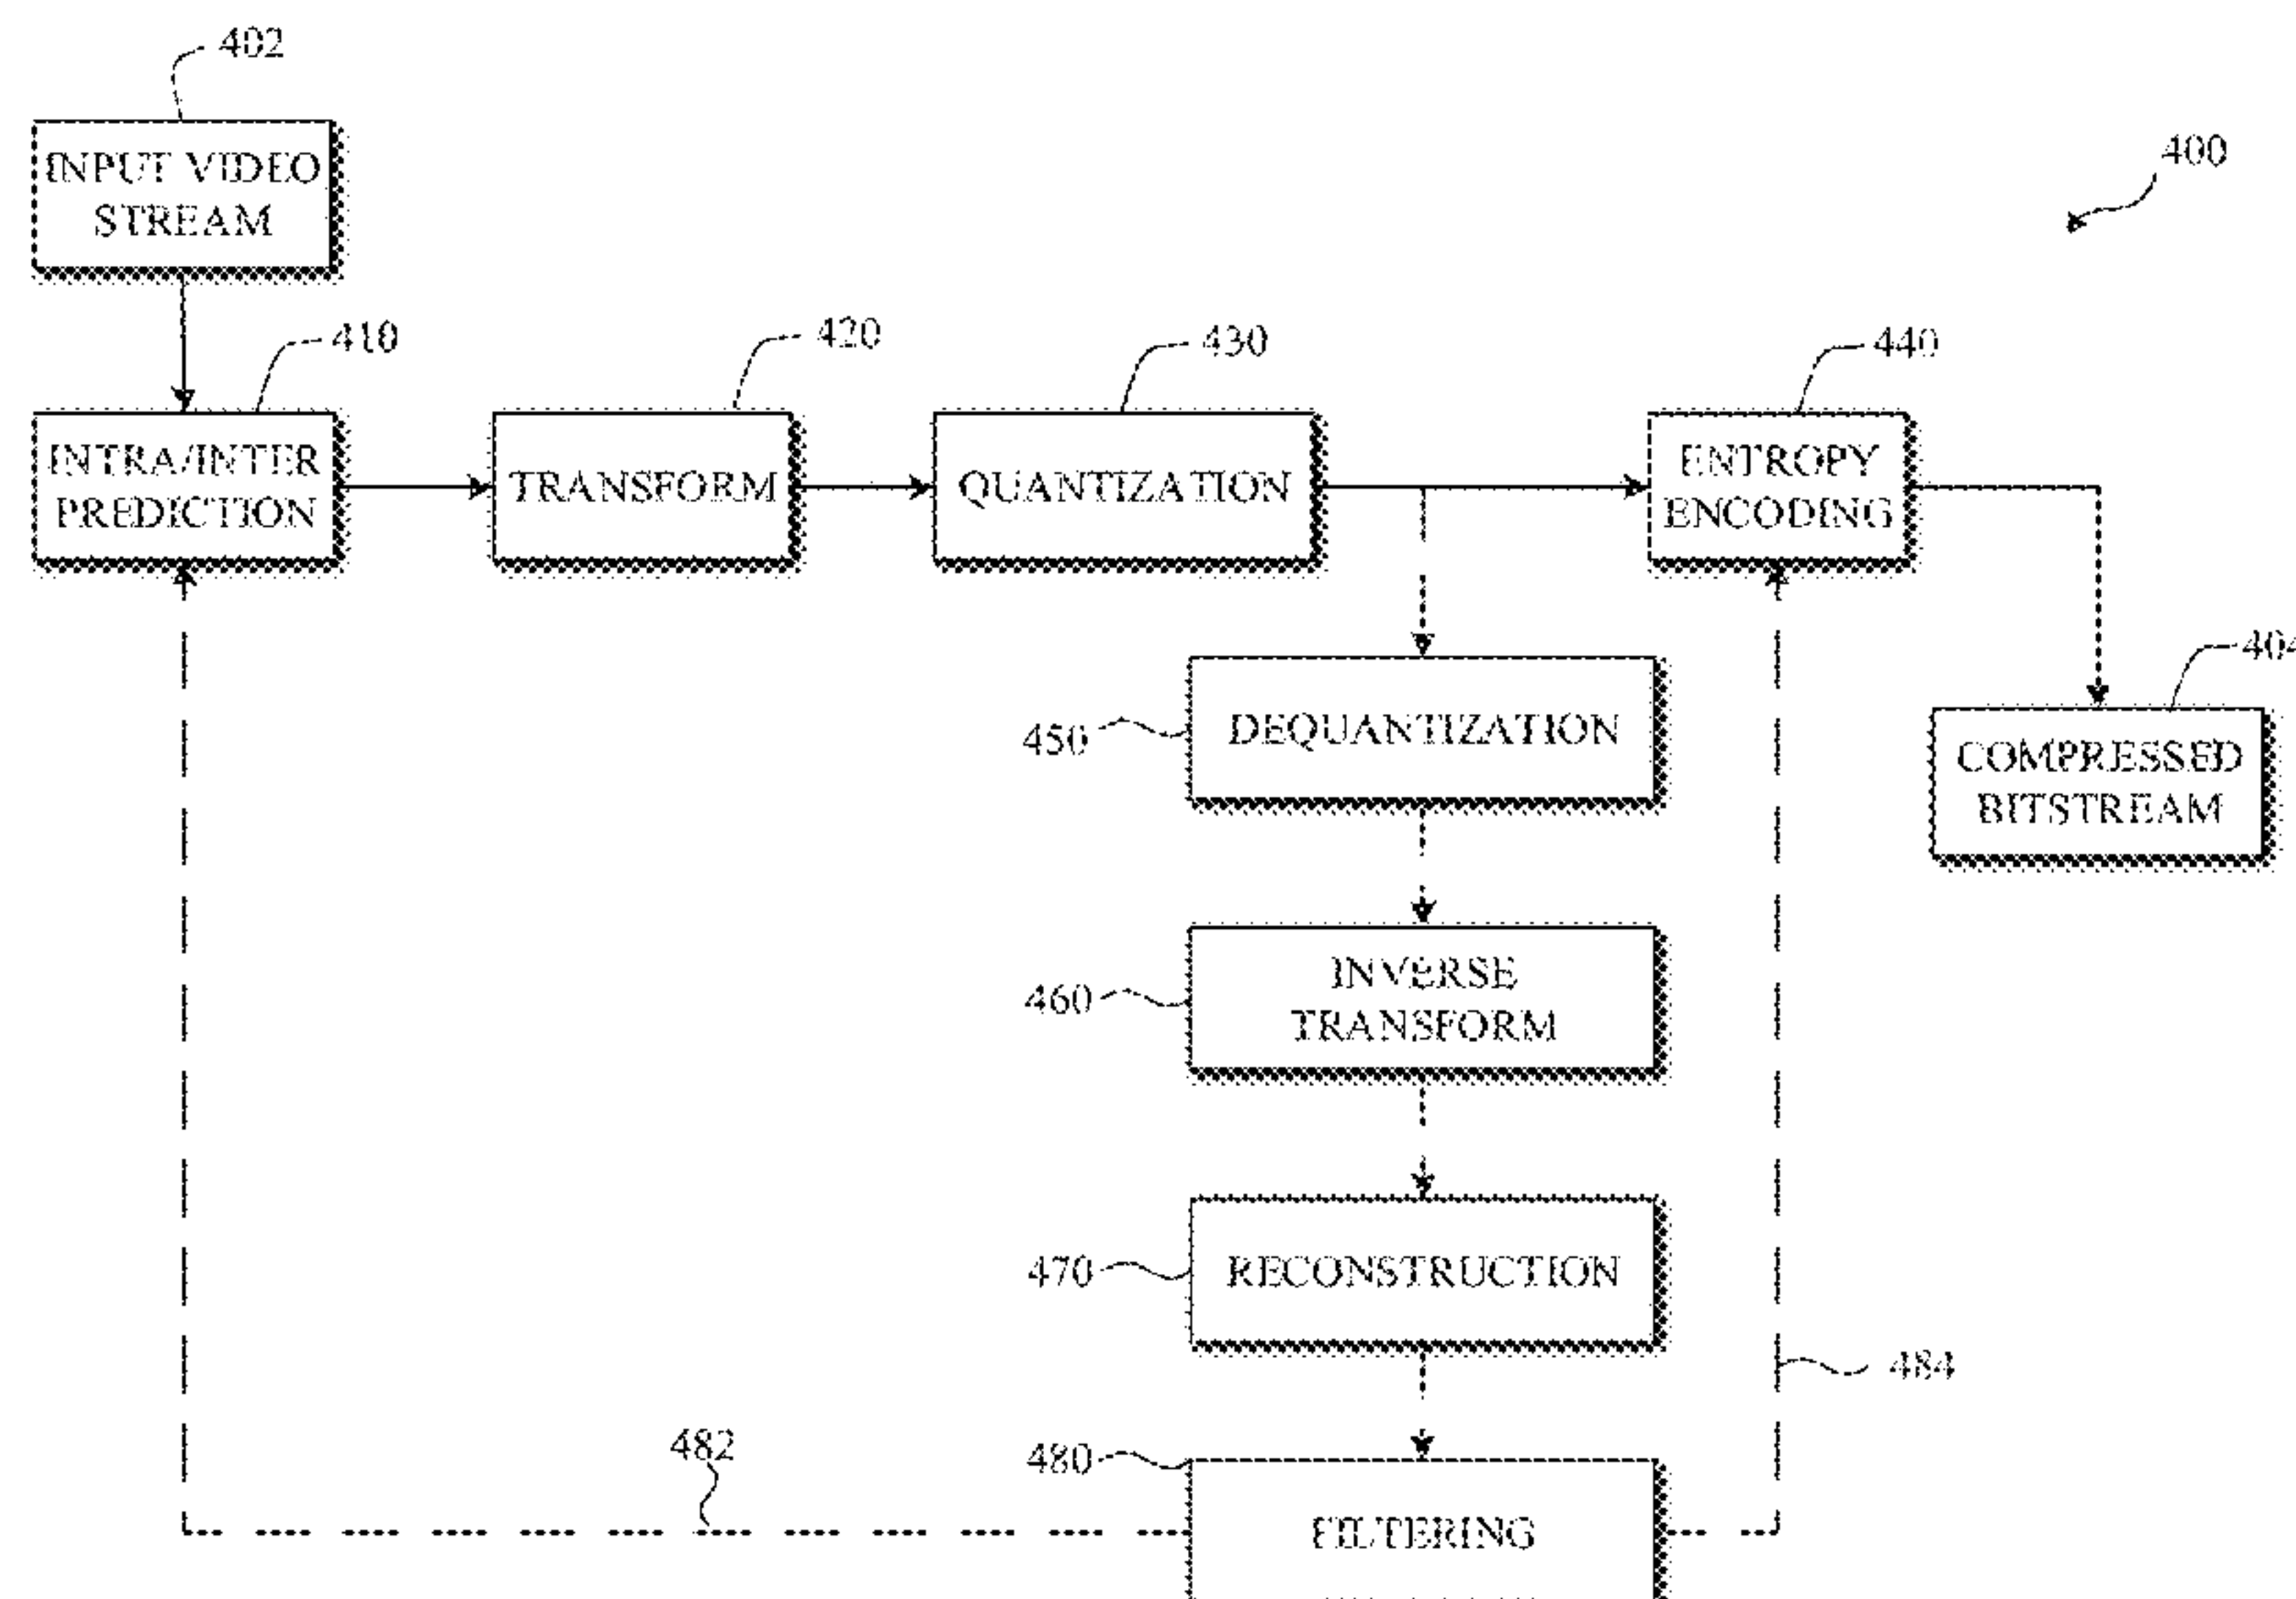 402
INPUT VIDEO
STREAM
400
410
420
430
440
INTRA/INTER
PREDICTION
TRANSFORM
QUANTIZATION
ENTROPY
ENCODING
404
450
DEQUANTIZATION
COMPRESSED
BITSTREAM
460
INVERSE
TRANSFORM
470
RECONSTRUCTION
484
482
480
FILTERING